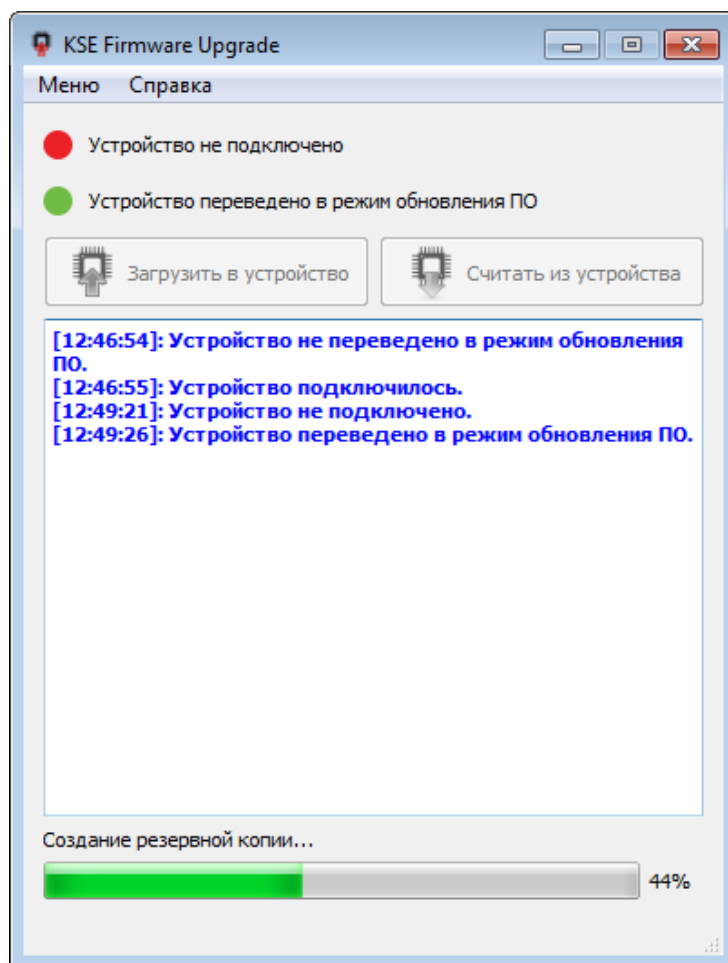 KSE Firmware Upgrade
Меню Справка
Устройство не подключено
Устройство переведено в режим обновления ПО
Загрузить в устройство Считать из устройства
[12:46:54]: Устройство не переведено в режим обновления
ПО.
[12:46:55]: Устройство подключилось.
[12:49:21]: Устройство не подключено.
[12:49:26]: Устройство переведено в режим обновления ПО.
Создание резервной копии...
44%